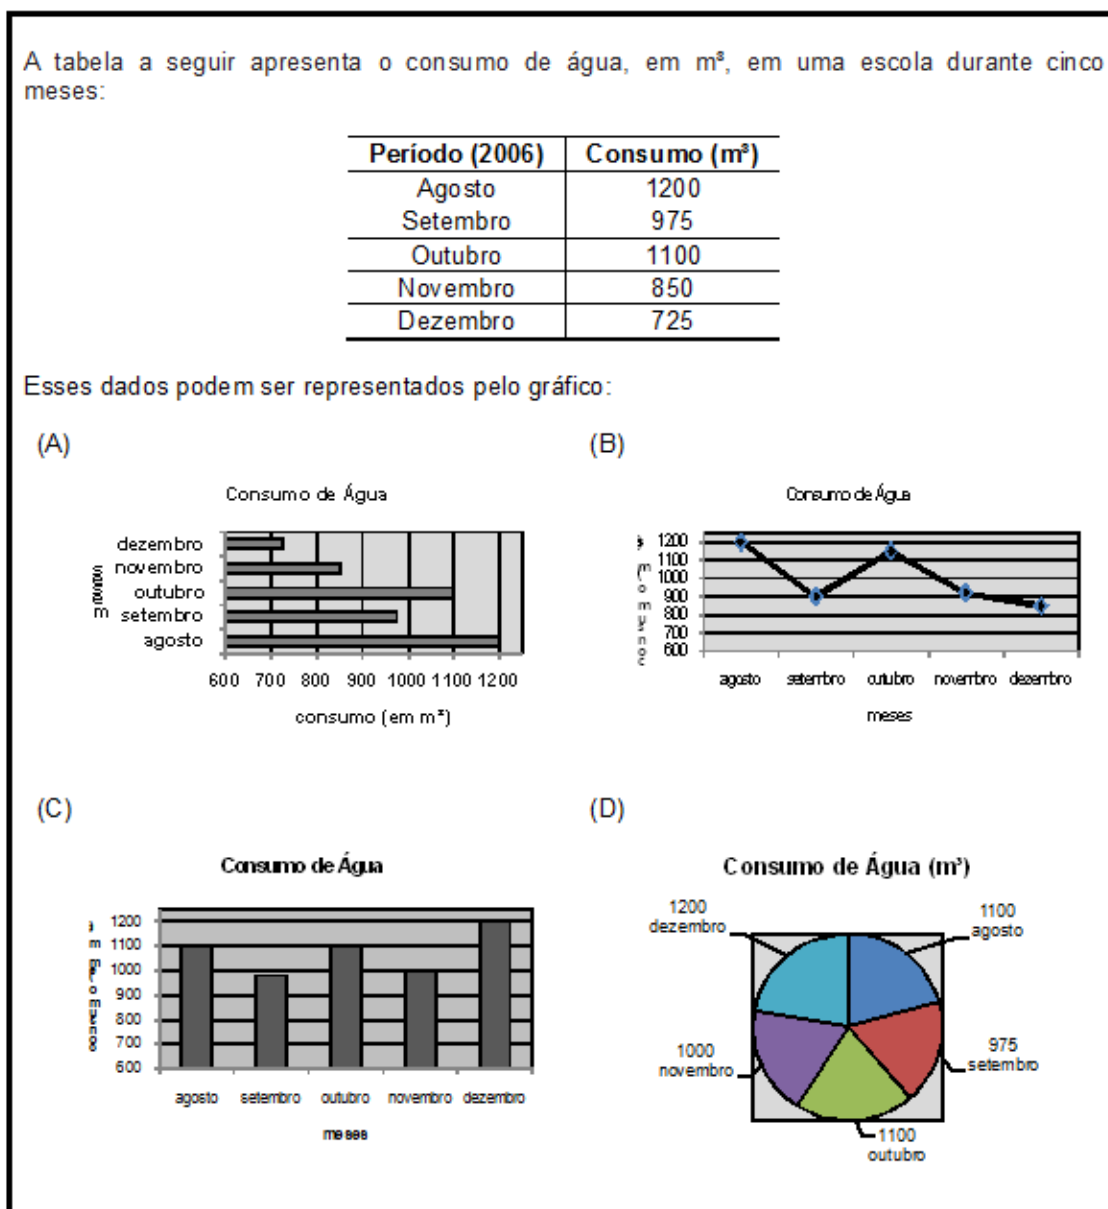 A tabela a seguir apresenta o consumo de água, em m³, em uma escola durante cinco
meses:
Período (2006) Consumo (m³)
Agosto 1200
Setembro 975
Outubro 1100
Novembro 850
Dezembro 725
Esses dados podem ser representados pelo gráfico:
(A)
Consumo de Água
dezembro
novembro
outubro
setembro
agosto
600 700 800 900 1000 1100 1200
consumo (em m³)
(B)
Consumo de Água
1200
1100
1000
900
800
700
600
agosto setembro outubro novembro dezembro
meses
(C)
Consumo de Água
1200
1100
1000
900
800
700
600
agosto setembro outubro novembro dezembro
meses
(D)
Consumo de Água (m³)
1200
dezembro
1100
agosto
1000
novembro
975
setembro
1100
outubro